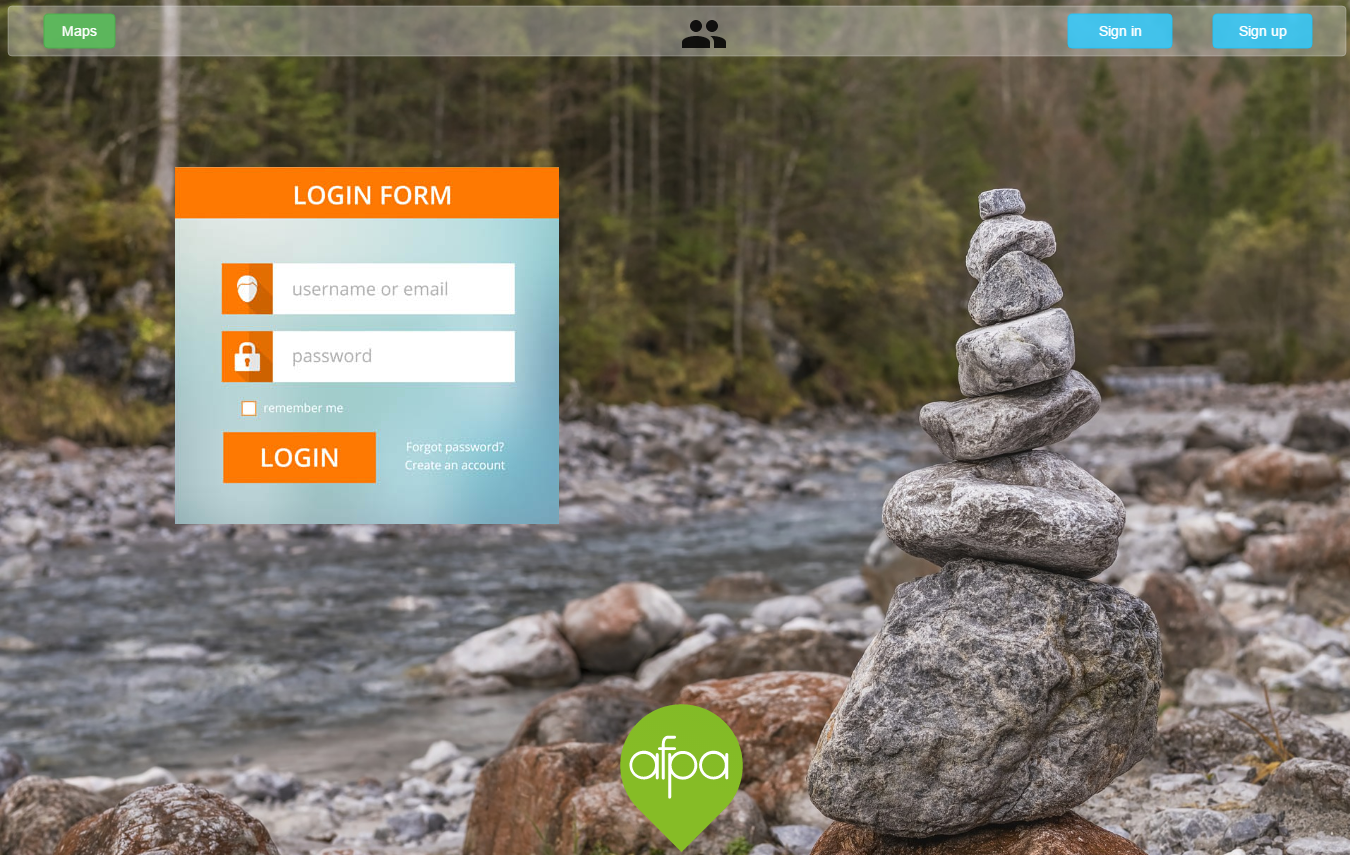 Maps
Sign in
Sign up
LOGIN FORM
username or email
password
remember me
LOGIN
Forgot password?
Create an account
afpa